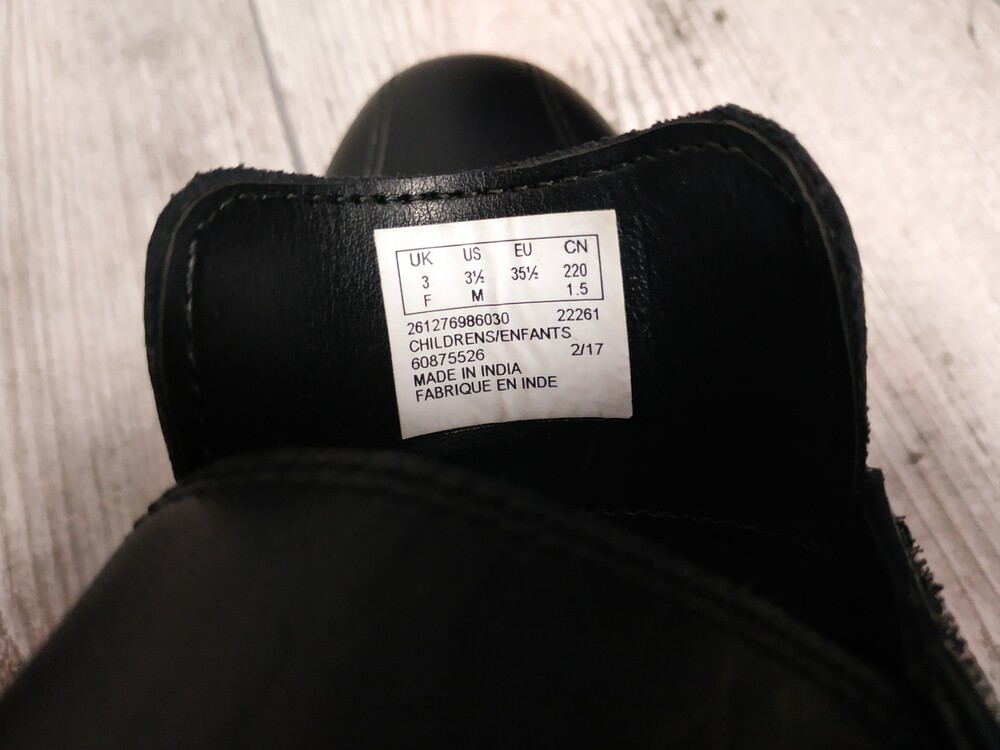 UK US EU CN
3 3½ 35½ 220
F M 1.5
261276986030 22261
CHILDRENS/ENFANTS
60875526 2/17
MADE IN INDIA
FABRIQUE EN INDE